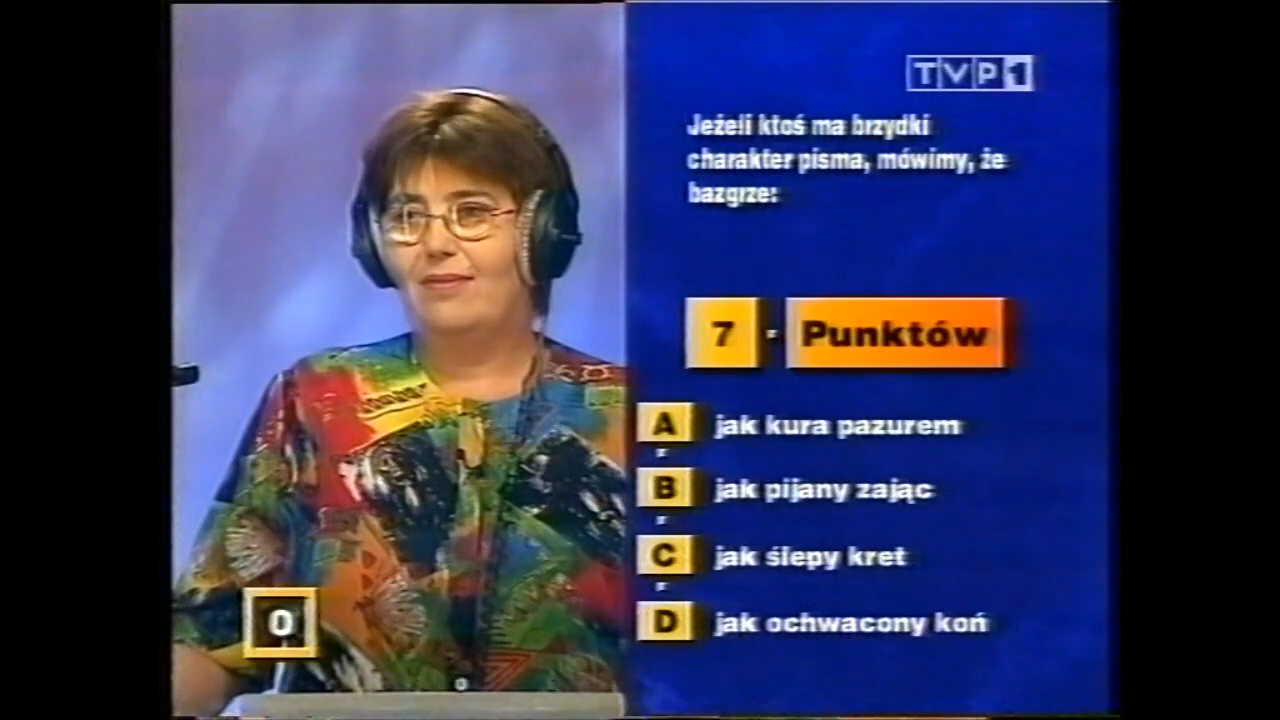 TVP1
Jeżeli ktoś ma brzydki
charakter pisma, mówimy, że
bazgrze:
7 Punktów
A jak kura pazurem
B jak pijany zając
C jak ślepy kret
D jak ochwacony koń
0